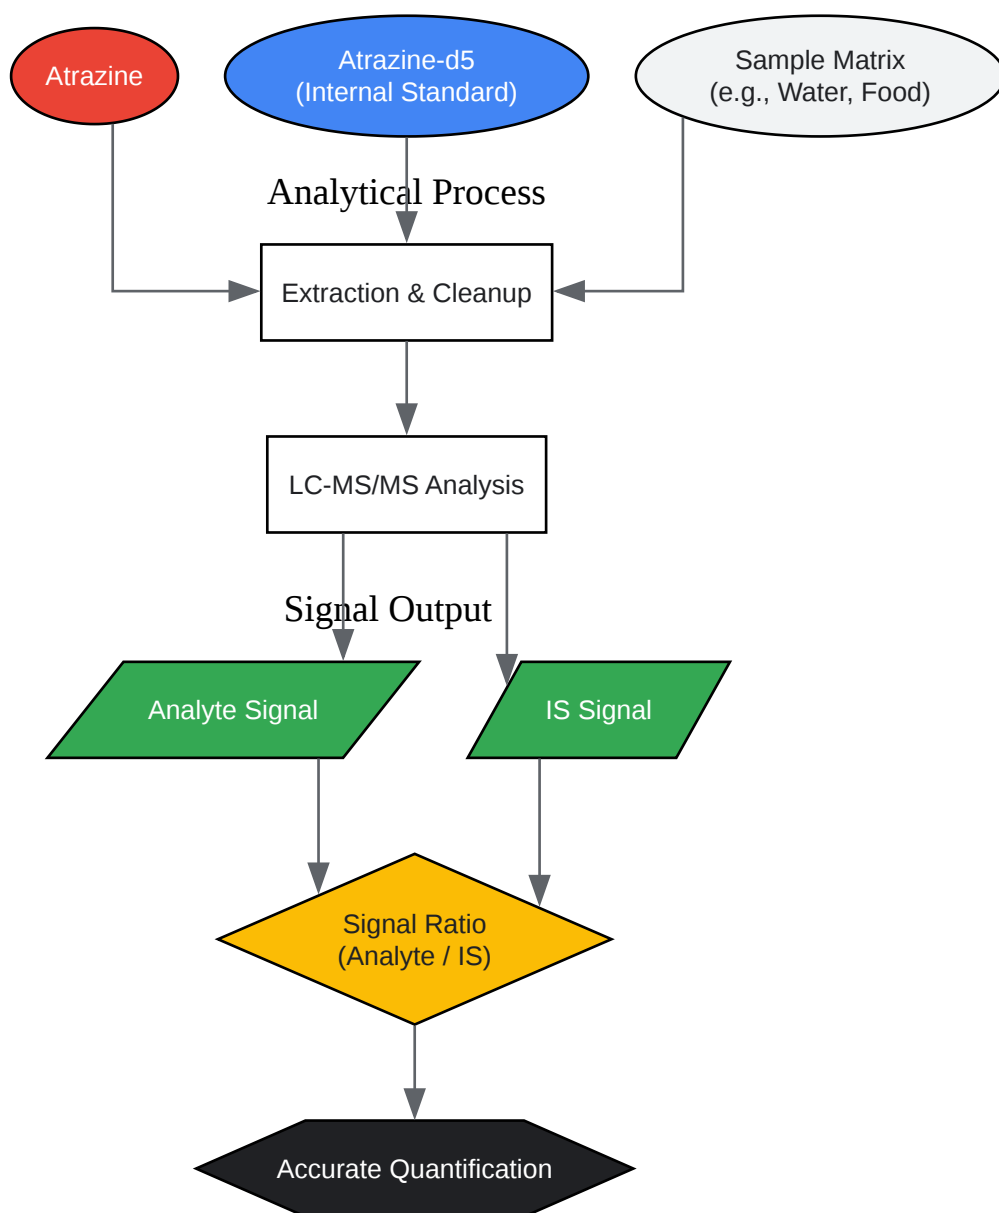 Atrazine
Atrazine-d5
(Internal Standard)
Sample Matrix
(e.g., Water, Food)
Analytical Process
Extraction & Cleanup
LC-MS/MS Analysis
Signal Output
Analyte Signal
IS Signal
Signal Ratio
(Analyte / IS)
Accurate Quantification